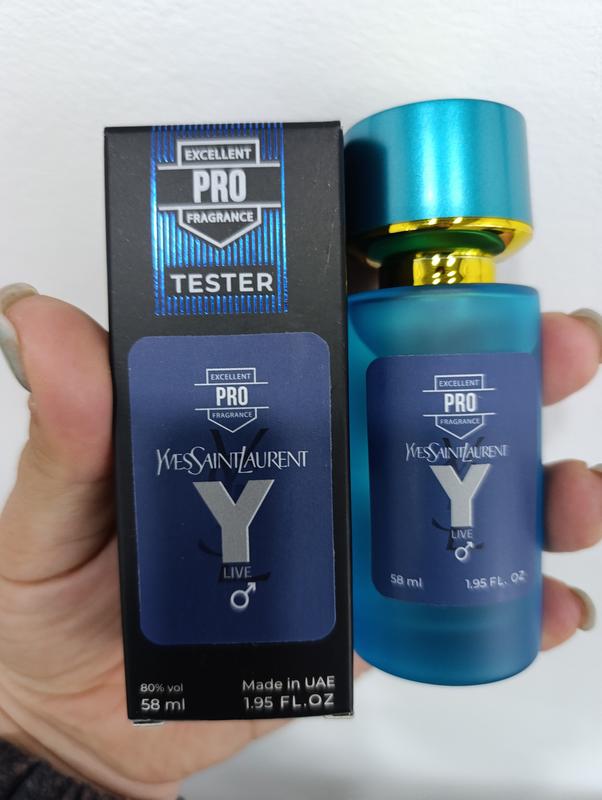 EXCELLENT
PRO
FRAGRANCE
TESTER
EXCELLENT
PRO
FRAGRANCE
YVESSAINTLAURENT
Y
LIVE
80% vol
58 ml
Made in UAE
1.95 FL.OZ
EXCELLENT
PRO
FRAGRANCE
YVESSAINTLAURENT
Y
LIVE
58 ml
1.95 FL. OZ